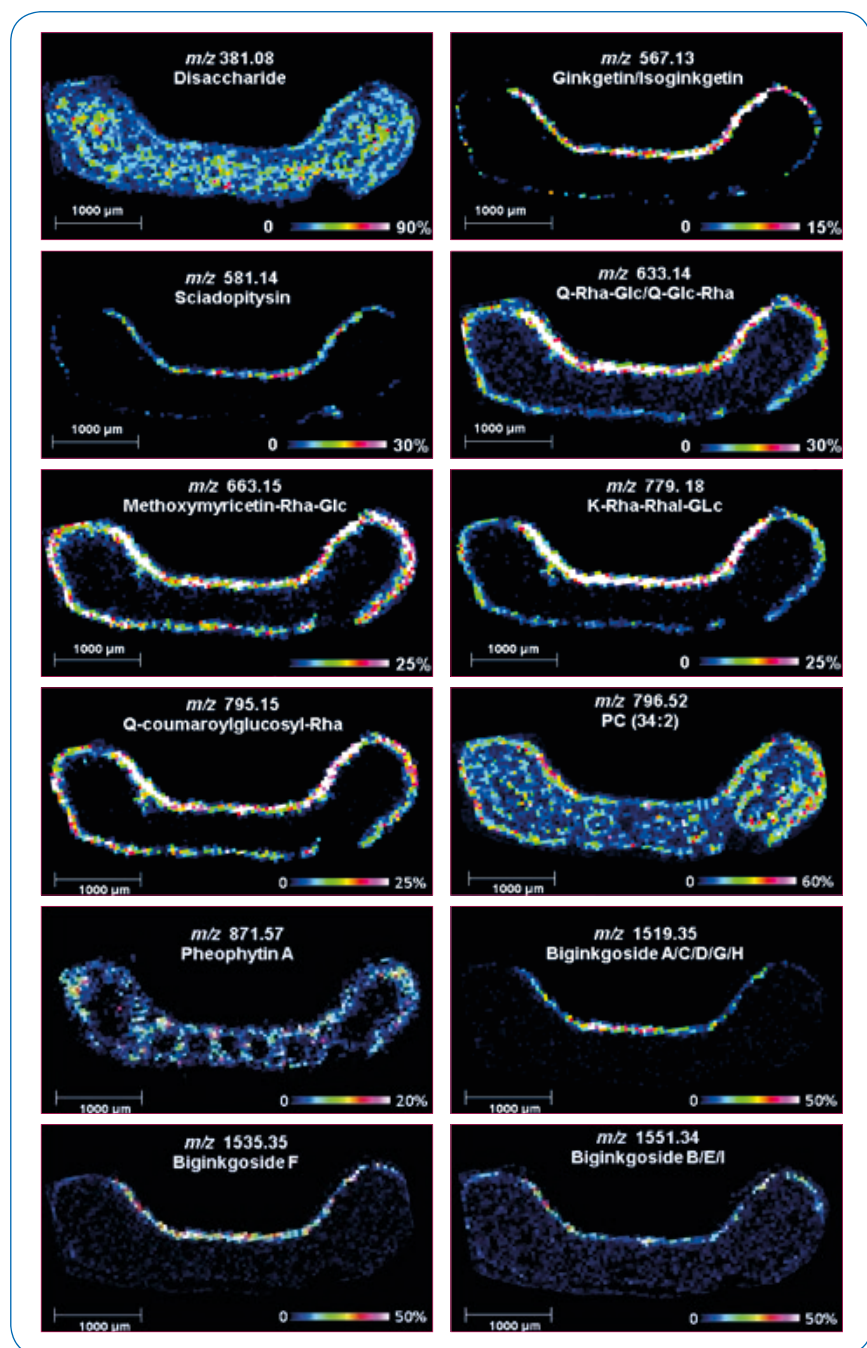 m/z 381.08
Disaccharide
1000 µm
0 90%
m/z 567.13
Ginkgetin/Isoginkgetin
1000 µm
0 15%
m/z 581.14
Sciadopitysin
1000 µm
0 30%
m/z 633.14
Q-Rha-Glc/Q-Glc-Rha
1000 µm
0 30%
m/z 663.15
Methoxymyricetin-Rha-Glc
1000 µm
25%
m/z 779. 18
K-Rha-Rhal-GLc
1000 µm
0 25%
m/z 795.15
Q-coumaroylglucosyl-Rha
1000 µm
0 25%
m/z 796.52
PC (34:2)
1000 µm
0 60%
m/z 871.57
Pheophytin A
1000 µm
0 20%
m/z 1519.35
Biginkgoside A/C/D/G/H
1000 µm
0 50%
m/z 1535.35
Biginkgoside F
1000 µm
0 50%
m/z 1551.34
Biginkgoside B/E/I
1000 µm
0 50%